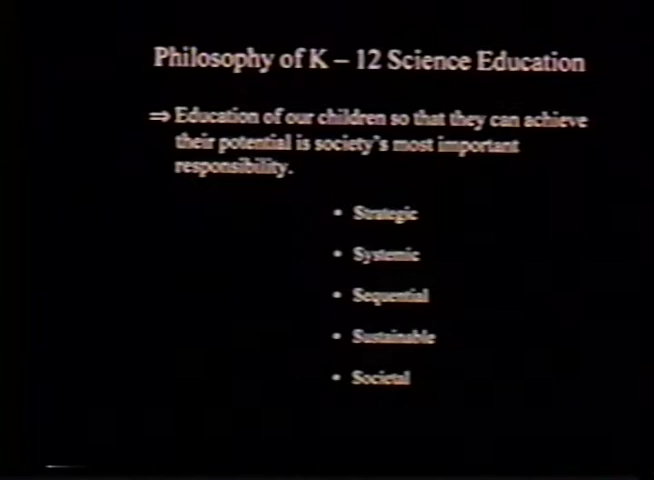 Philosophy of K – 12 Science Education
⇒ Education of our children so that they can achieve
their potential is society's most important
responsibility.
• Strategic
• Systemic
• Sequential
• Sustainable
• Societal